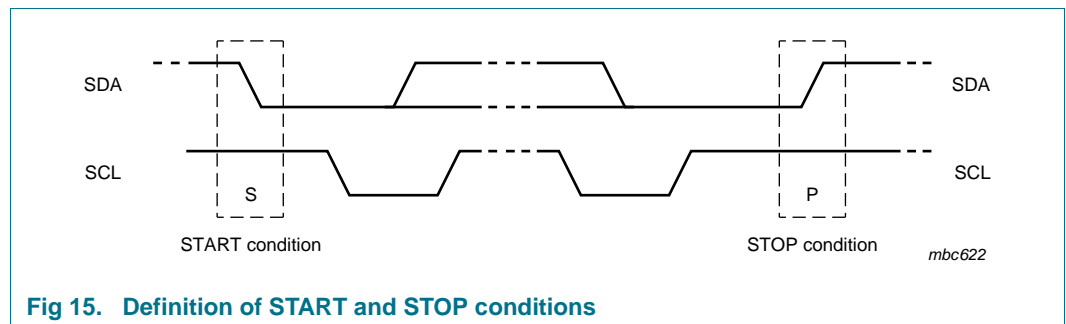 SDA SDA
SCL SCL
S P
START condition STOP condition
mbc622
Fig 15. Definition of START and STOP conditions